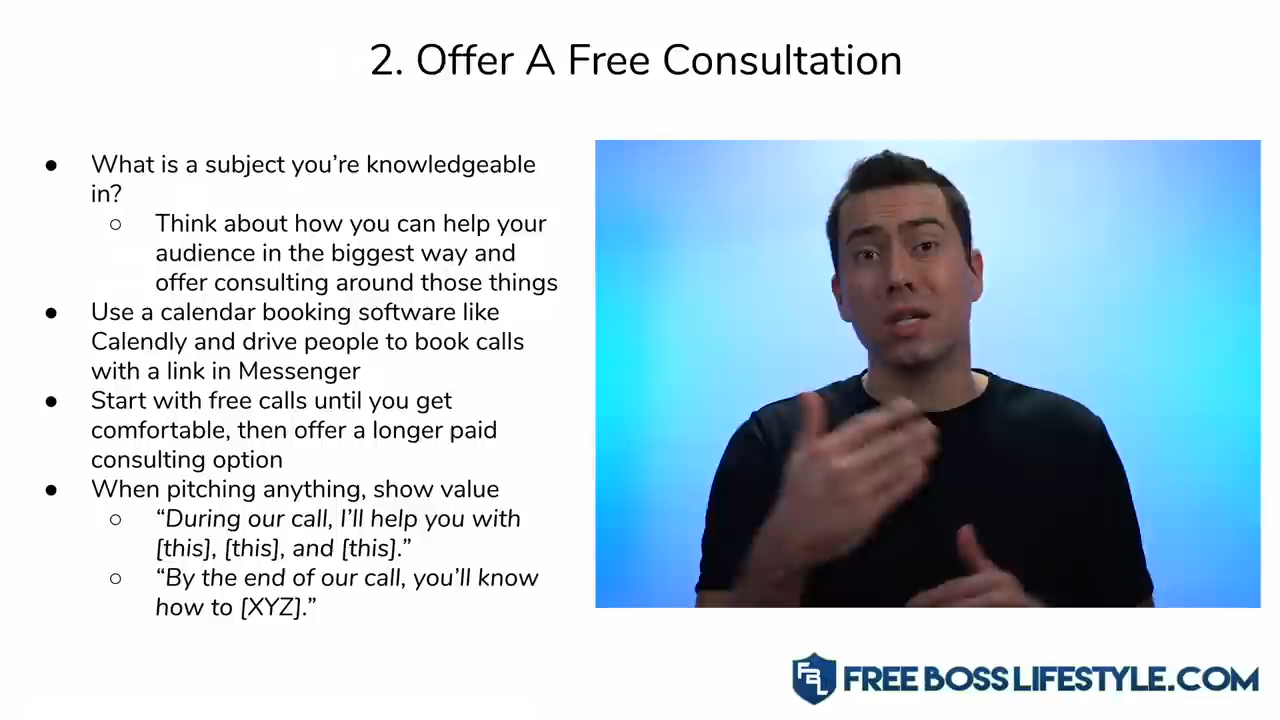 2. Offer A Free Consultation
● What is a subject you’re knowledgeable
in?
○ Think about how you can help your
audience in the biggest way and
offer consulting around those things
● Use a calendar booking software like
Calendly and drive people to book calls
with a link in Messenger
● Start with free calls until you get
comfortable, then offer a longer paid
consulting option
● When pitching anything, show value
○ “During our call, I’ll help you with
[this], [this], and [this].”
○ “By the end of our call, you’ll know
how to [XYZ].”
FBL FREE BOSS LIFESTYLE.COM